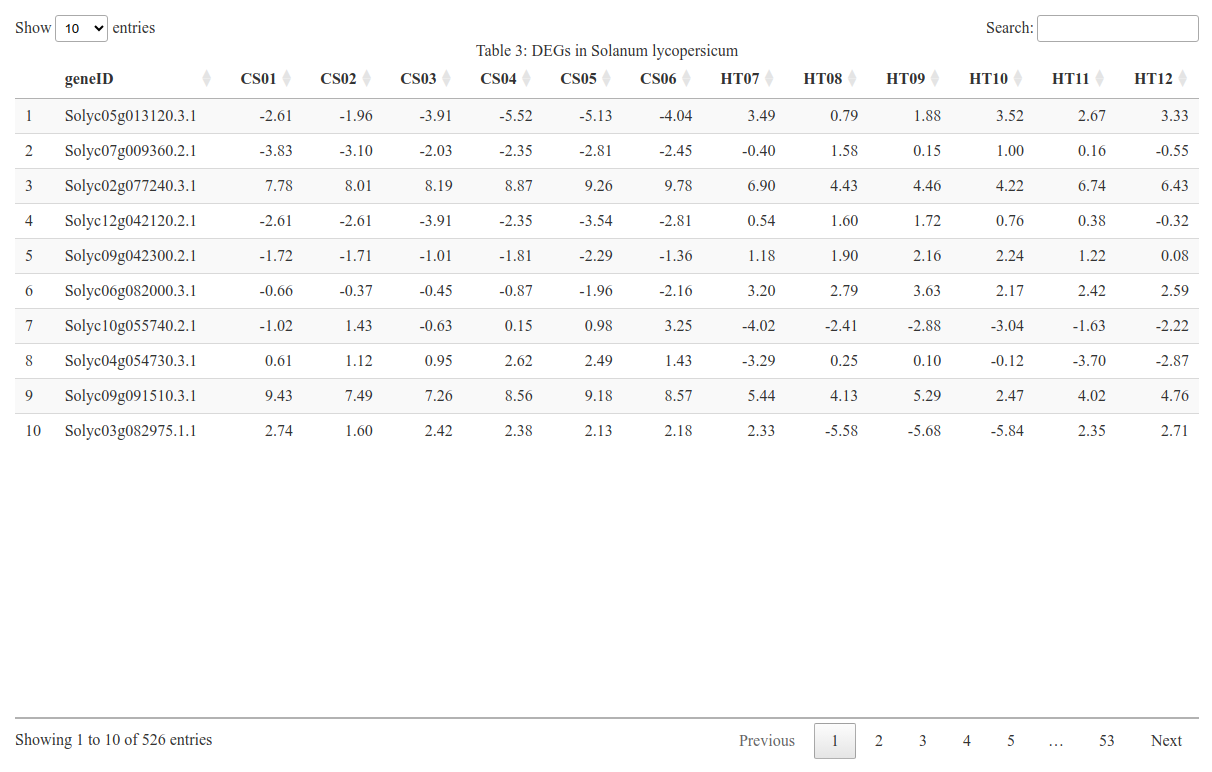 Show 10 entries Search:
Table 3: DEGs in Solanum lycopersicum
geneID CS01 CS02 CS03 CS04 CS05 CS06 HT07 HT08 HT09 HT10 HT11 HT12
1 Solyc05g013120.3.1 -2.61 -1.96 -3.91 -5.52 -5.13 -4.04 3.49 0.79 1.88 3.52 2.67 3.33
2 Solyc07g009360.2.1 -3.83 -3.10 -2.03 -2.35 -2.81 -2.45 -0.40 1.58 0.15 1.00 0.16 -0.55
3 Solyc02g077240.3.1 7.78 8.01 8.19 8.87 9.26 9.78 6.90 4.43 4.46 4.22 6.74 6.43
4 Solyc12g042120.2.1 -2.61 -2.61 -3.91 -2.35 -3.54 -2.81 0.54 1.60 1.72 0.76 0.38 -0.32
5 Solyc09g042300.2.1 -1.72 -1.71 -1.01 -1.81 -2.29 -1.36 1.18 1.90 2.16 2.24 1.22 0.08
6 Solyc06g082000.3.1 -0.66 -0.37 -0.45 -0.87 -1.96 -2.16 3.20 2.79 3.63 2.17 2.42 2.59
7 Solyc10g055740.2.1 -1.02 1.43 -0.63 0.15 0.98 3.25 -4.02 -2.41 -2.88 -3.04 -1.63 -2.22
8 Solyc04g054730.3.1 0.61 1.12 0.95 2.62 2.49 1.43 -3.29 0.25 0.10 -0.12 -3.70 -2.87
9 Solyc09g091510.3.1 9.43 7.49 7.26 8.56 9.18 8.57 5.44 4.13 5.29 2.47 4.02 4.76
10 Solyc03g082975.1.1 2.74 1.60 2.42 2.38 2.13 2.18 2.33 -5.58 -5.68 -5.84 2.35 2.71
Showing 1 to 10 of 526 entries Previous 1 2 3 4 5 … 53 Next